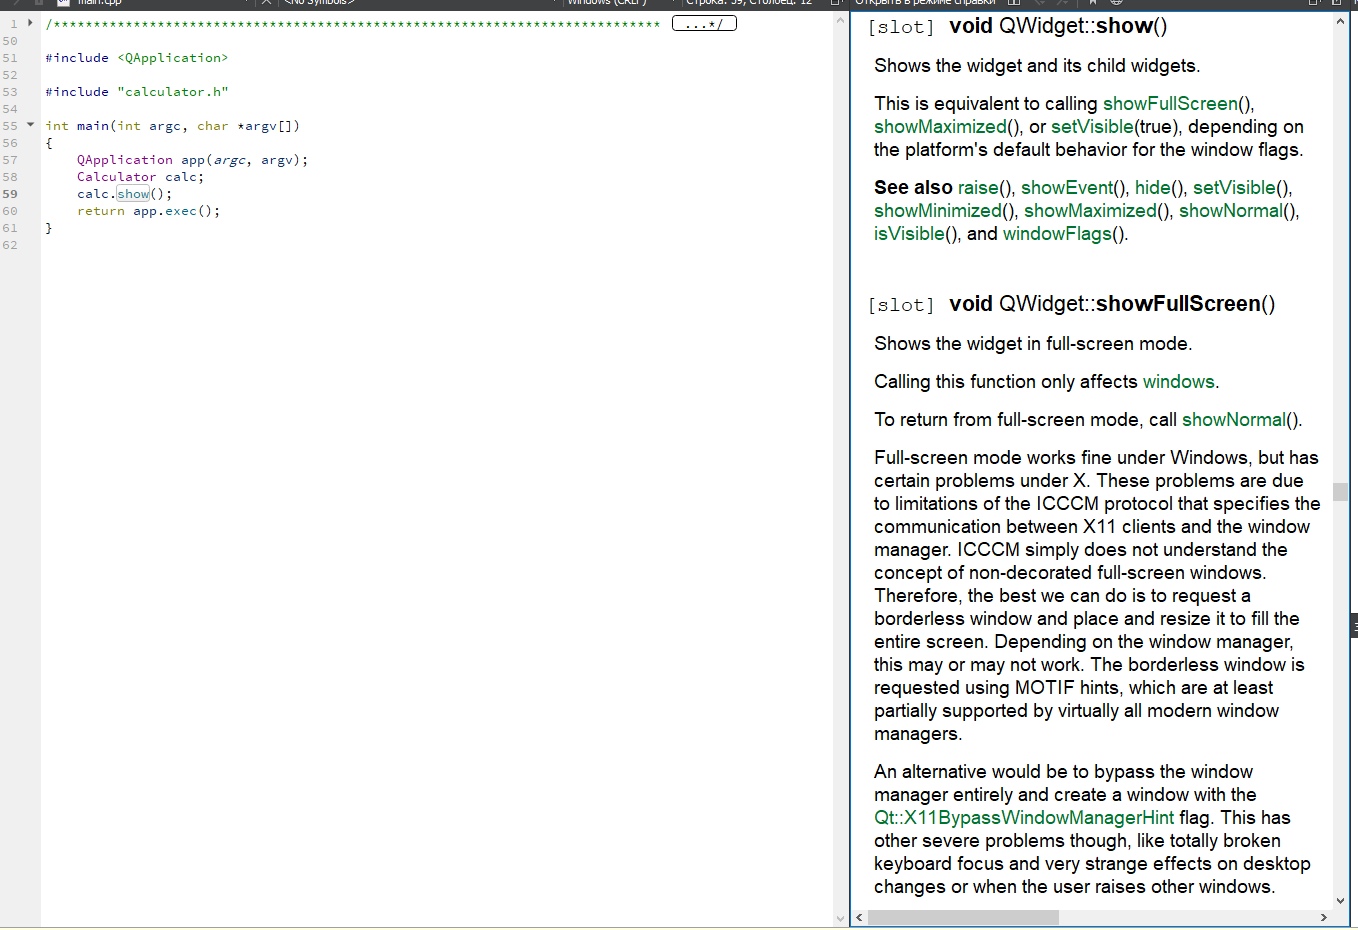 main.cpp
<No Symbols>
Windows (CRLF)
Строка: 59, Столбец: 12
Открыть в режиме справки
1 /**************************************************************************** ...*/
50
51 #include <QApplication>
52
53 #include "calculator.h"
54
55 int main(int argc, char *argv[])
56 {
57 QApplication app(argc, argv);
58 Calculator calc;
59 calc.show();
60 return app.exec();
61 }
62
[slot] void QWidget::show()
Shows the widget and its child widgets.
This is equivalent to calling showFullScreen(),
showMaximized(), or setVisible(true), depending on
the platform's default behavior for the window flags.
See also raise(), showEvent(), hide(), setVisible(),
showMinimized(), showMaximized(), showNormal(),
isVisible(), and windowFlags().
[slot] void QWidget::showFullScreen()
Shows the widget in full-screen mode.
Calling this function only affects windows.
To return from full-screen mode, call showNormal().
Full-screen mode works fine under Windows, but has
certain problems under X. These problems are due
to limitations of the ICCCM protocol that specifies the
communication between X11 clients and the window
manager. ICCCM simply does not understand the
concept of non-decorated full-screen windows.
Therefore, the best we can do is to request a
borderless window and place and resize it to fill the
entire screen. Depending on the window manager,
this may or may not work. The borderless window is
requested using MOTIF hints, which are at least
partially supported by virtually all modern window
managers.
An alternative would be to bypass the window
manager entirely and create a window with the
Qt::X11BypassWindowManagerHint flag. This has
other severe problems though, like totally broken
keyboard focus and very strange effects on desktop
changes or when the user raises other windows.